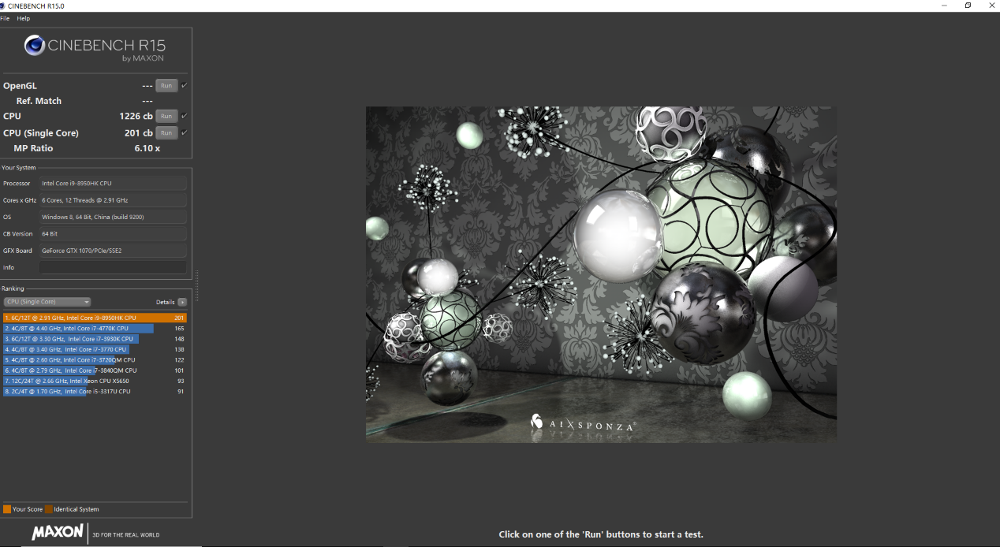 CINEBENCH R15.0
File Help
CINEBENCH R15
by MAXON
OpenGL --- Run
Ref. Match ---
CPU 1226 cb Run
CPU (Single Core) 201 cb Run
MP Ratio 6.10 x
Your System
Processor Intel Core i9-8950HK CPU
Cores x GHz 6 Cores, 12 Threads @ 2.91 GHz
OS Windows 8, 64 Bit, China (build 9200)
CB Version 64 Bit
GFX Board GeForce GTX 1070/PCIe/SSE2
Info
Ranking
CPU (Single Core) Details +
1. 6C/12T @ 2.91 GHz, Intel Core i9-8950HK CPU 201
2. 4C/8T @ 4.40 GHz, Intel Core i7-4770K CPU 165
3. 6C/12T @ 3.30 GHz, Intel Core i7-3930K CPU 148
4. 4C/8T @ 3.40 GHz, Intel Core i7-3770 CPU 138
5. 4C/8T @ 2.60 GHz, Intel Core i7-3720QM CPU 122
6. 4C/8T @ 2.79 GHz, Intel Core i7-3840QM CPU 101
7. 12C/24T @ 2.66 GHz, Intel Xeon CPU X5650 93
8. 2C/4T @ 1.70 GHz, Intel Core i5-3317U CPU 91
AIXSPONZA®
Your Score Identical System
MAXON 3D FOR THE REAL WORLD
Click on one of the 'Run' buttons to start a test.